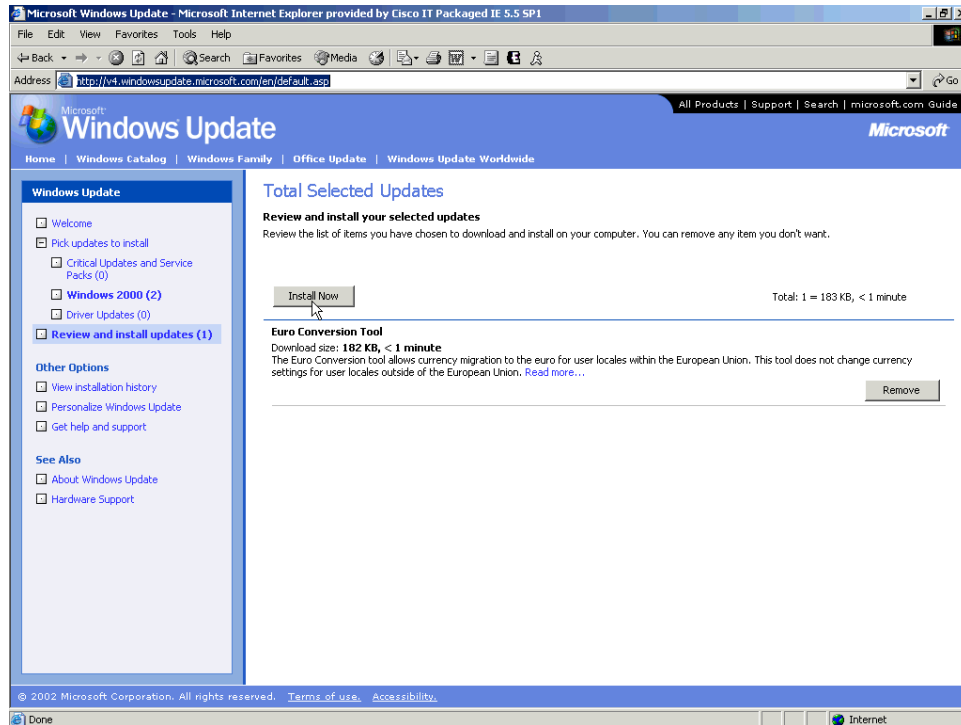 Microsoft Windows Update - Microsoft Internet Explorer provided by Cisco IT Packaged IE 5.5 SP1
File Edit View Favorites Tools Help
Back Search Favorites Media
Address http://v4.windowsupdate.microsoft.com/en/default.asp Go
All Products | Support | Search | microsoft.com Guide
Microsoft
Windows Update
Microsoft
Home | Windows Catalog | Windows Family | Office Update | Windows Update Worldwide
Windows Update
Welcome
Pick updates to install
Critical Updates and Service
Packs (0)
Windows 2000 (2)
Driver Updates (0)
Review and install updates (1)
Other Options
View installation history
Personalize Windows Update
Get help and support
See Also
About Windows Update
Hardware Support
Total Selected Updates
Review and install your selected updates
Review the list of items you have chosen to download and install on your computer. You can remove any item you don't want.
Install Now
Total: 1 = 183 KB, < 1 minute
Euro Conversion Tool
Download size: 182 KB, < 1 minute
The Euro Conversion tool allows currency migration to the euro for user locales within the European Union. This tool does not change currency
settings for user locales outside of the European Union. Read more...
Remove
© 2002 Microsoft Corporation. All rights reserved. Terms of use. Accessibility.
Done
Internet